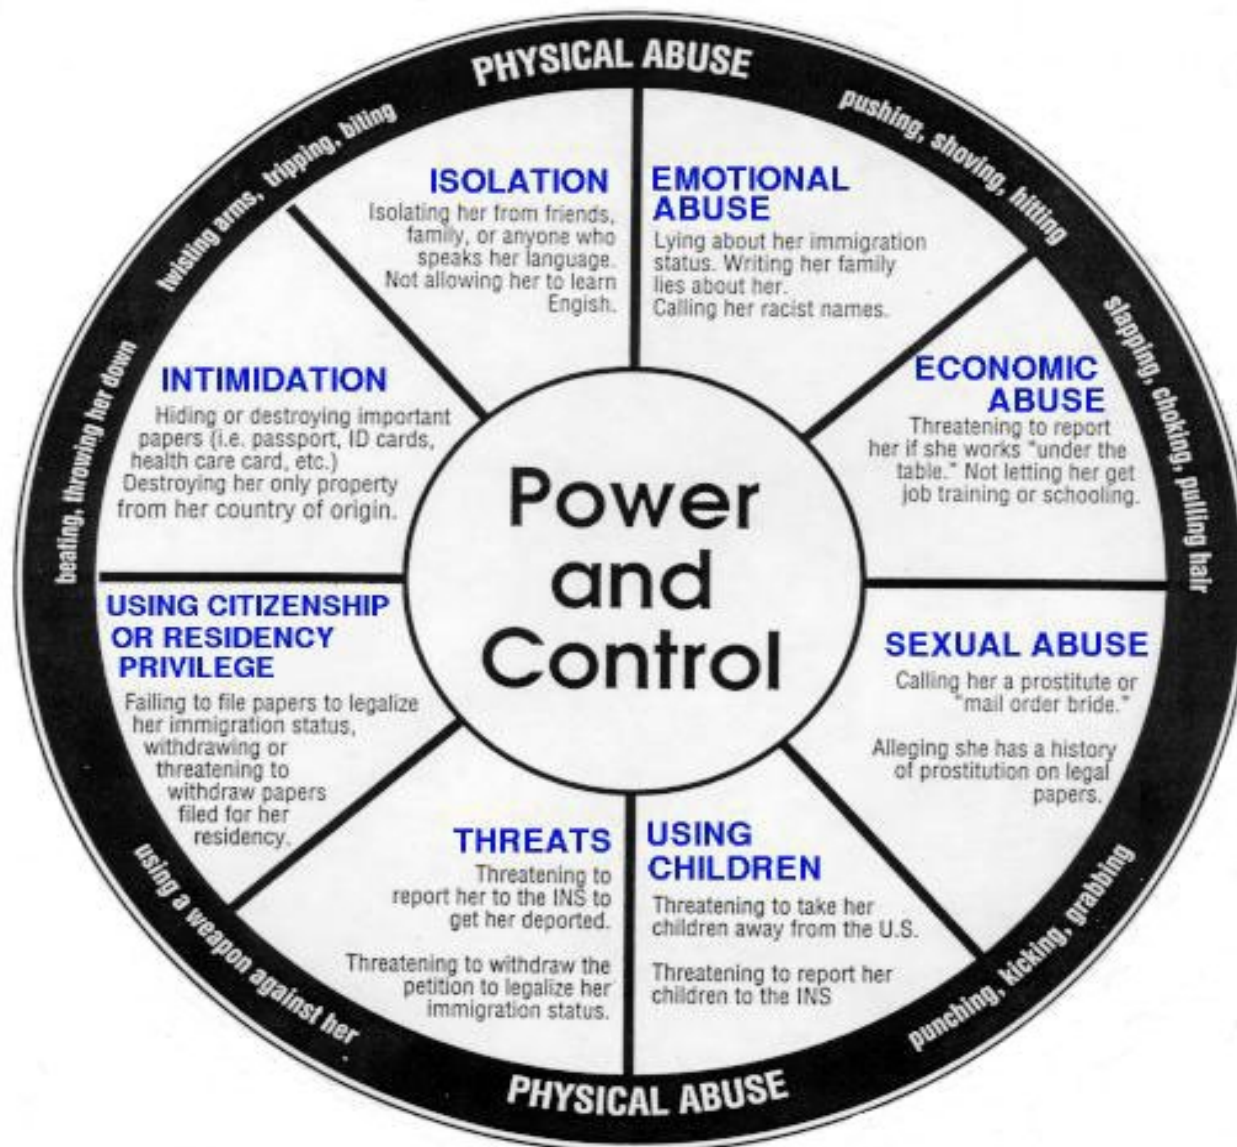 PHYSICAL ABUSE
pushing, shoving, hitting
slapping, choking, pulling hair
punching, kicking, grabbing
PHYSICAL ABUSE
using a weapon against her
beating, throwing her down
twisting arms, tripping, biting
Power
and
Control
ISOLATION
Isolating her from friends,
family, or anyone who
speaks her language.
Not allowing her to learn
Engish.
EMOTIONAL
ABUSE
Lying about her immigration
status. Writing her family
lies about her.
Calling her racist names.
ECONOMIC
ABUSE
Threatening to report
her if she works "under the
table." Not letting her get
job training or schooling.
SEXUAL ABUSE
Calling her a prostitute or
"mail order bride."
Alleging she has a history
of prostitution on legal
papers.
USING
CHILDREN
Threatening to take her
children away from the U.S.
Threatening to report her
children to the INS
THREATS
Threatening to
report her to the INS to
get her deported.
Threatening to withdraw the
petition to legalize her
immigration status.
USING CITIZENSHIP
OR RESIDENCY
PRIVILEGE
Failing to file papers to legalize
her immigration status,
withdrawing or
threatening to
withdraw papers
filed for her
residency.
INTIMIDATION
Hiding or destroying important
papers (i.e. passport, ID cards,
health care card, etc.)
Destroying her only property
from her country of origin.